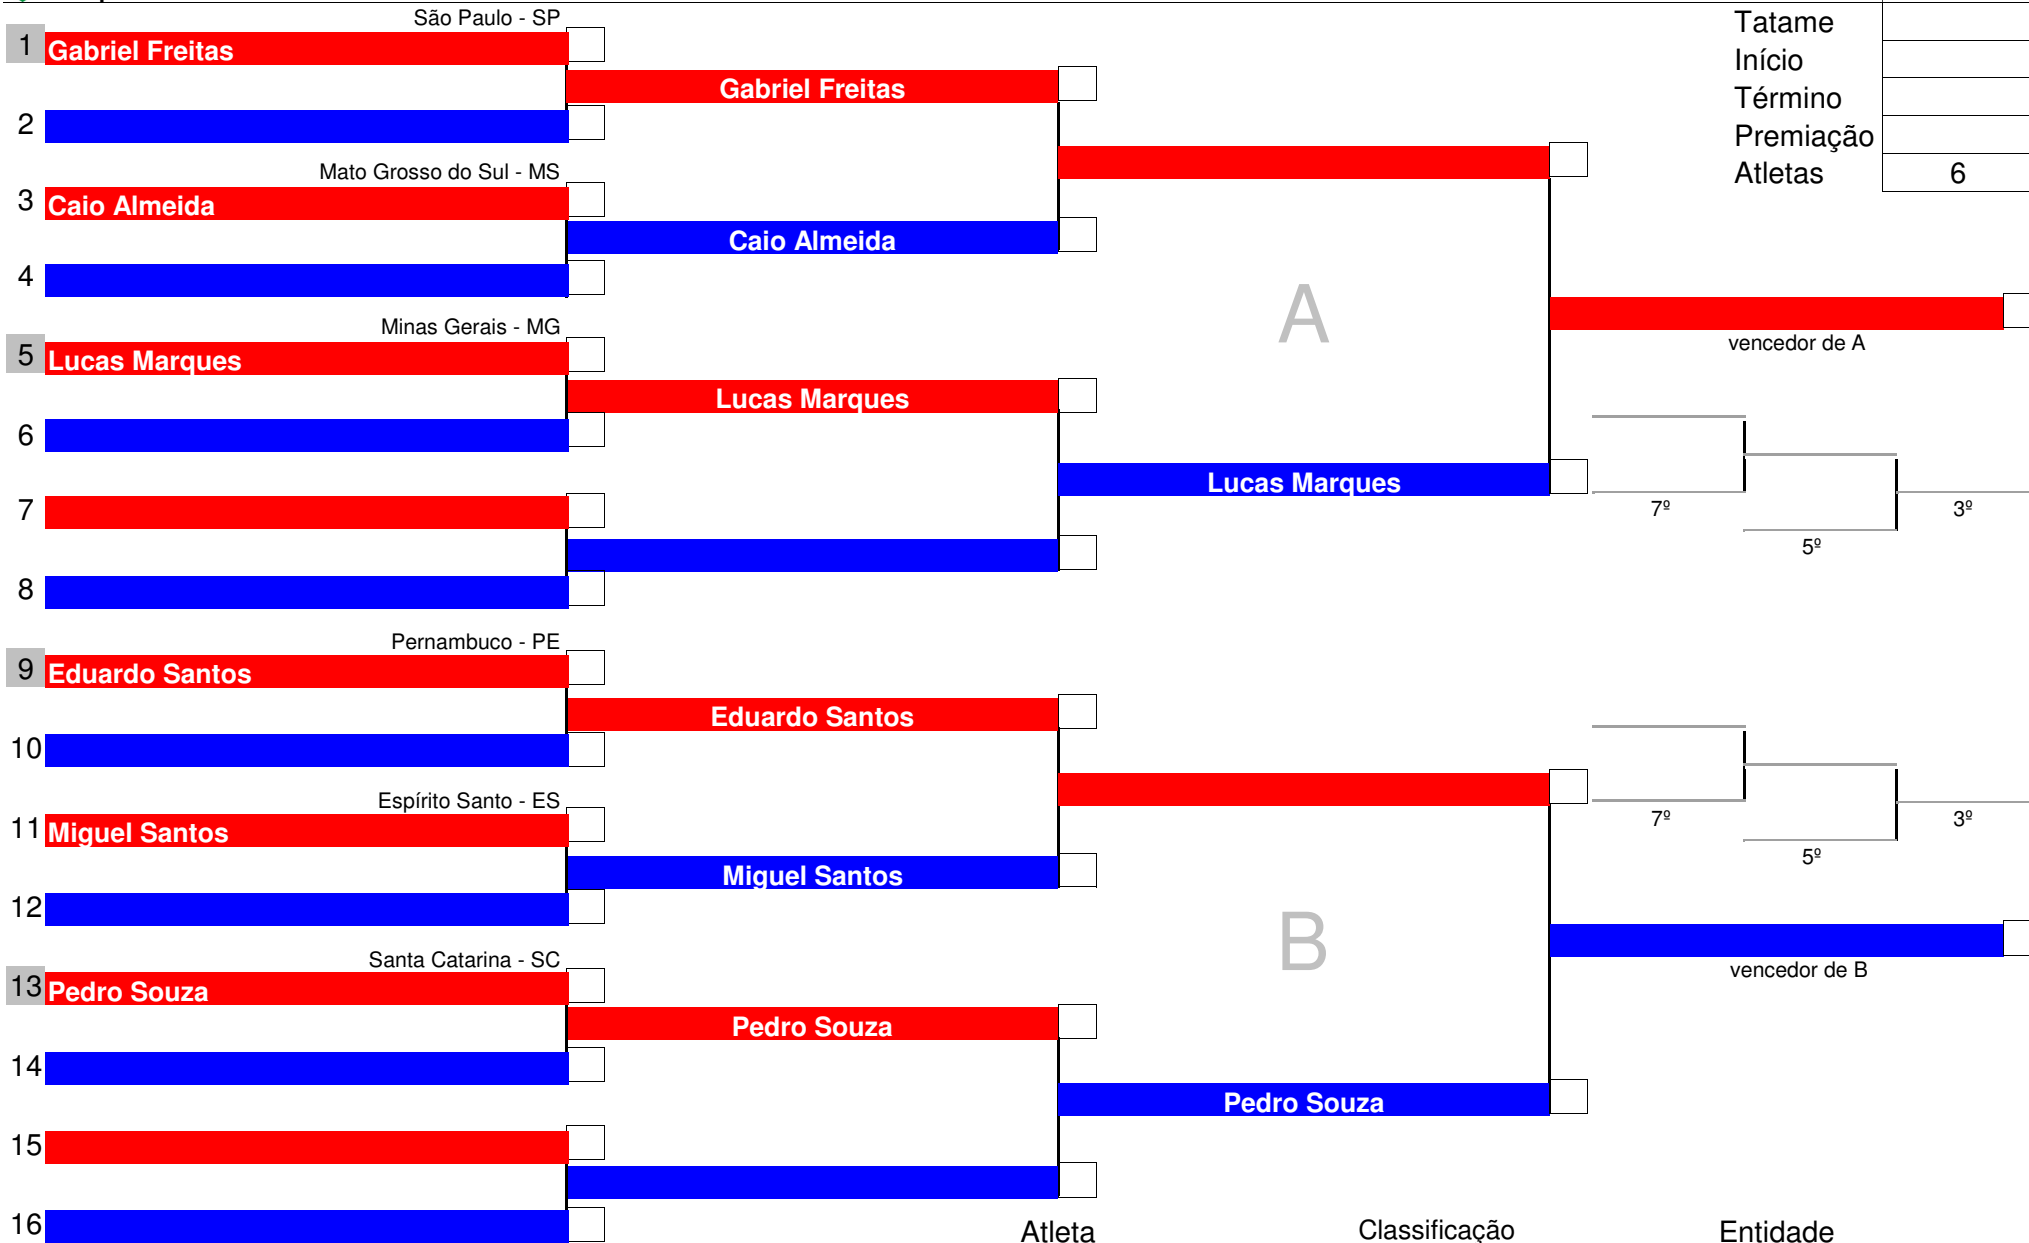 São Paulo - SP
Tatame
1 Gabriel Freitas
Início
Gabriel Freitas
Término
2
Premiação
Mato Grosso do Sul - MS
Atletas 6
3 Caio Almeida
Caio Almeida
4
A
Minas Gerais - MG
vencedor de A
5 Lucas Marques
Lucas Marques
6
Lucas Marques
7
7º 3º
5º
8
Pernambuco - PE
9 Eduardo Santos
Eduardo Santos
10
Espírito Santo - ES
7º 3º
11 Miguel Santos
5º
Miguel Santos
12
B
Santa Catarina - SC
vencedor de B
13 Pedro Souza
Pedro Souza
14
Pedro Souza
15
16
Atleta Classificação Entidade